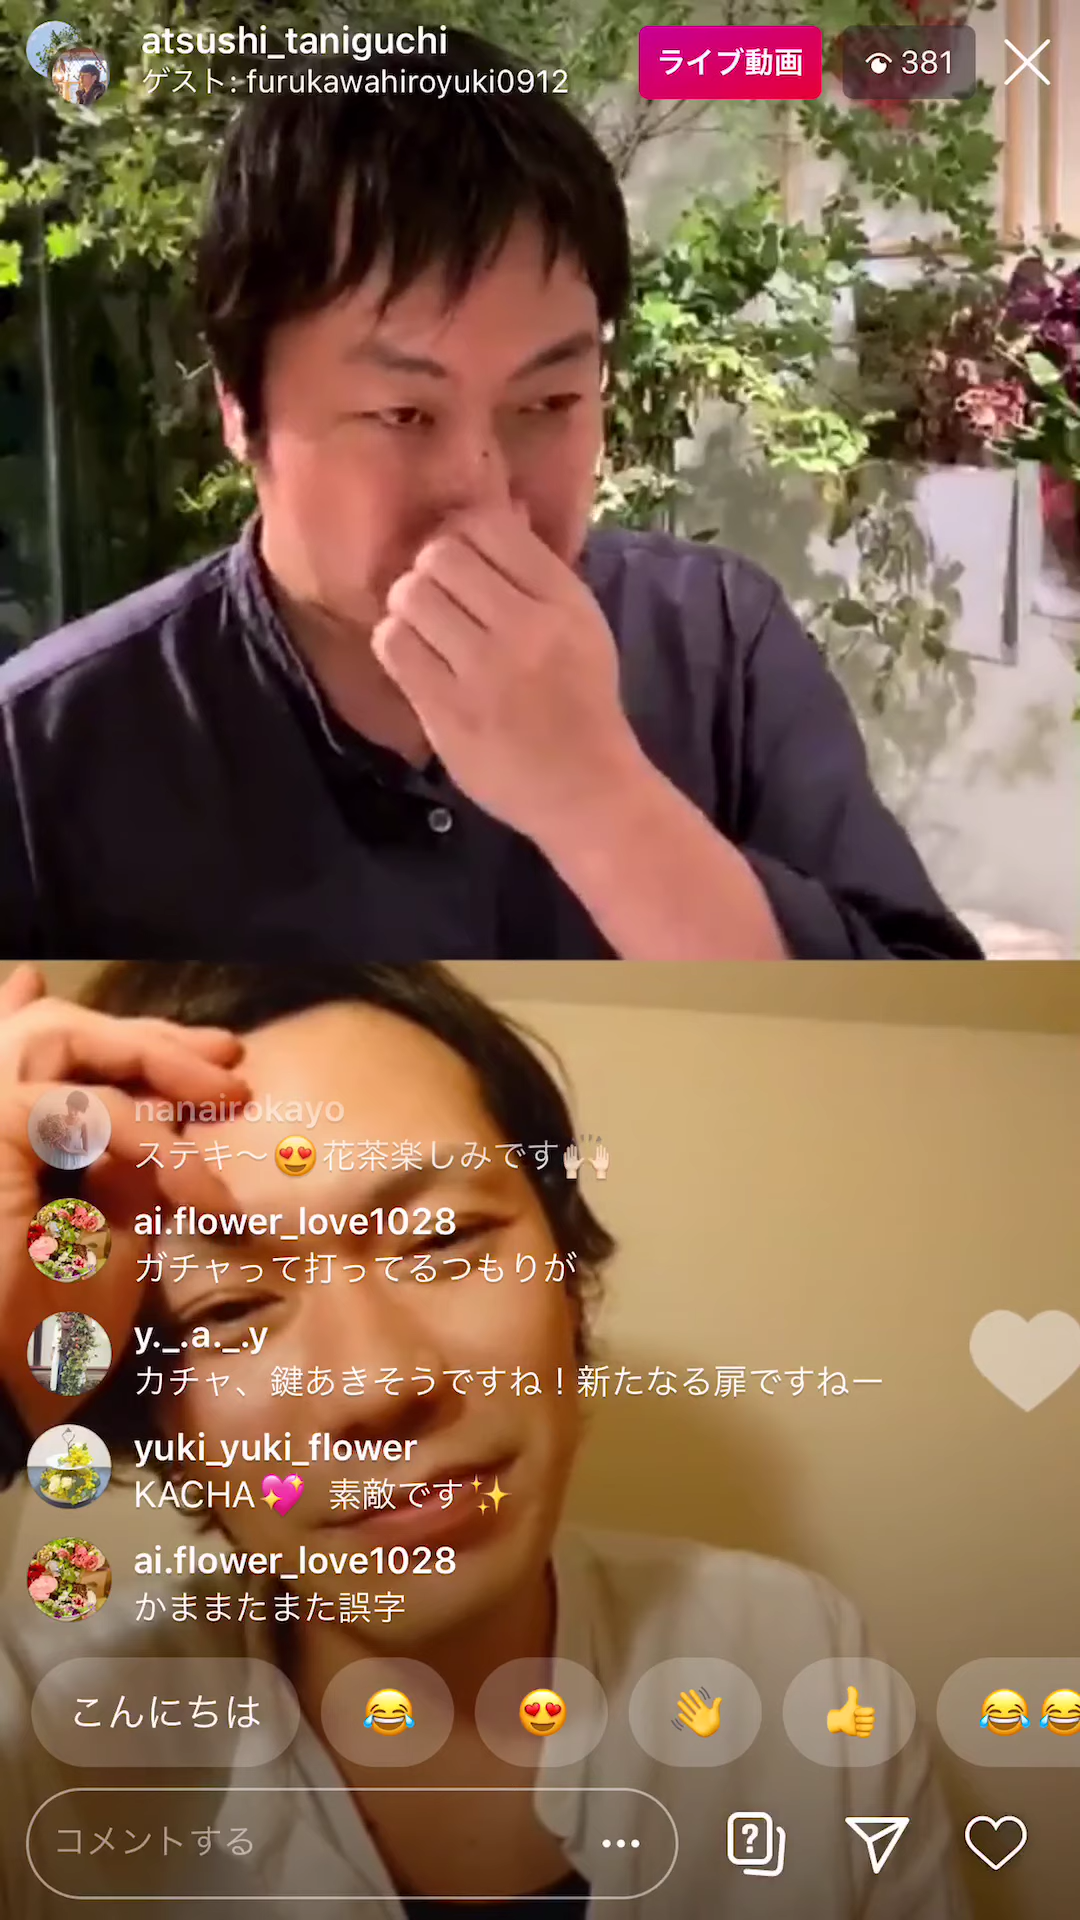 atsushi_taniguchi
ゲスト: furukawahiroyuki0912
ライブ動画
381
nanairokayo
ステキ〜😍花茶楽しみです🙌🏻
ai.flower_love1028
ガチャって打ってるつもりが
y._.a._.y
カチャ、鍵あきそうですね！新たなる扉ですねー
yuki_yuki_flower
KACHA💖 素敵です✨
ai.flower_love1028
かままたまた誤字
こんにちは
コメントする